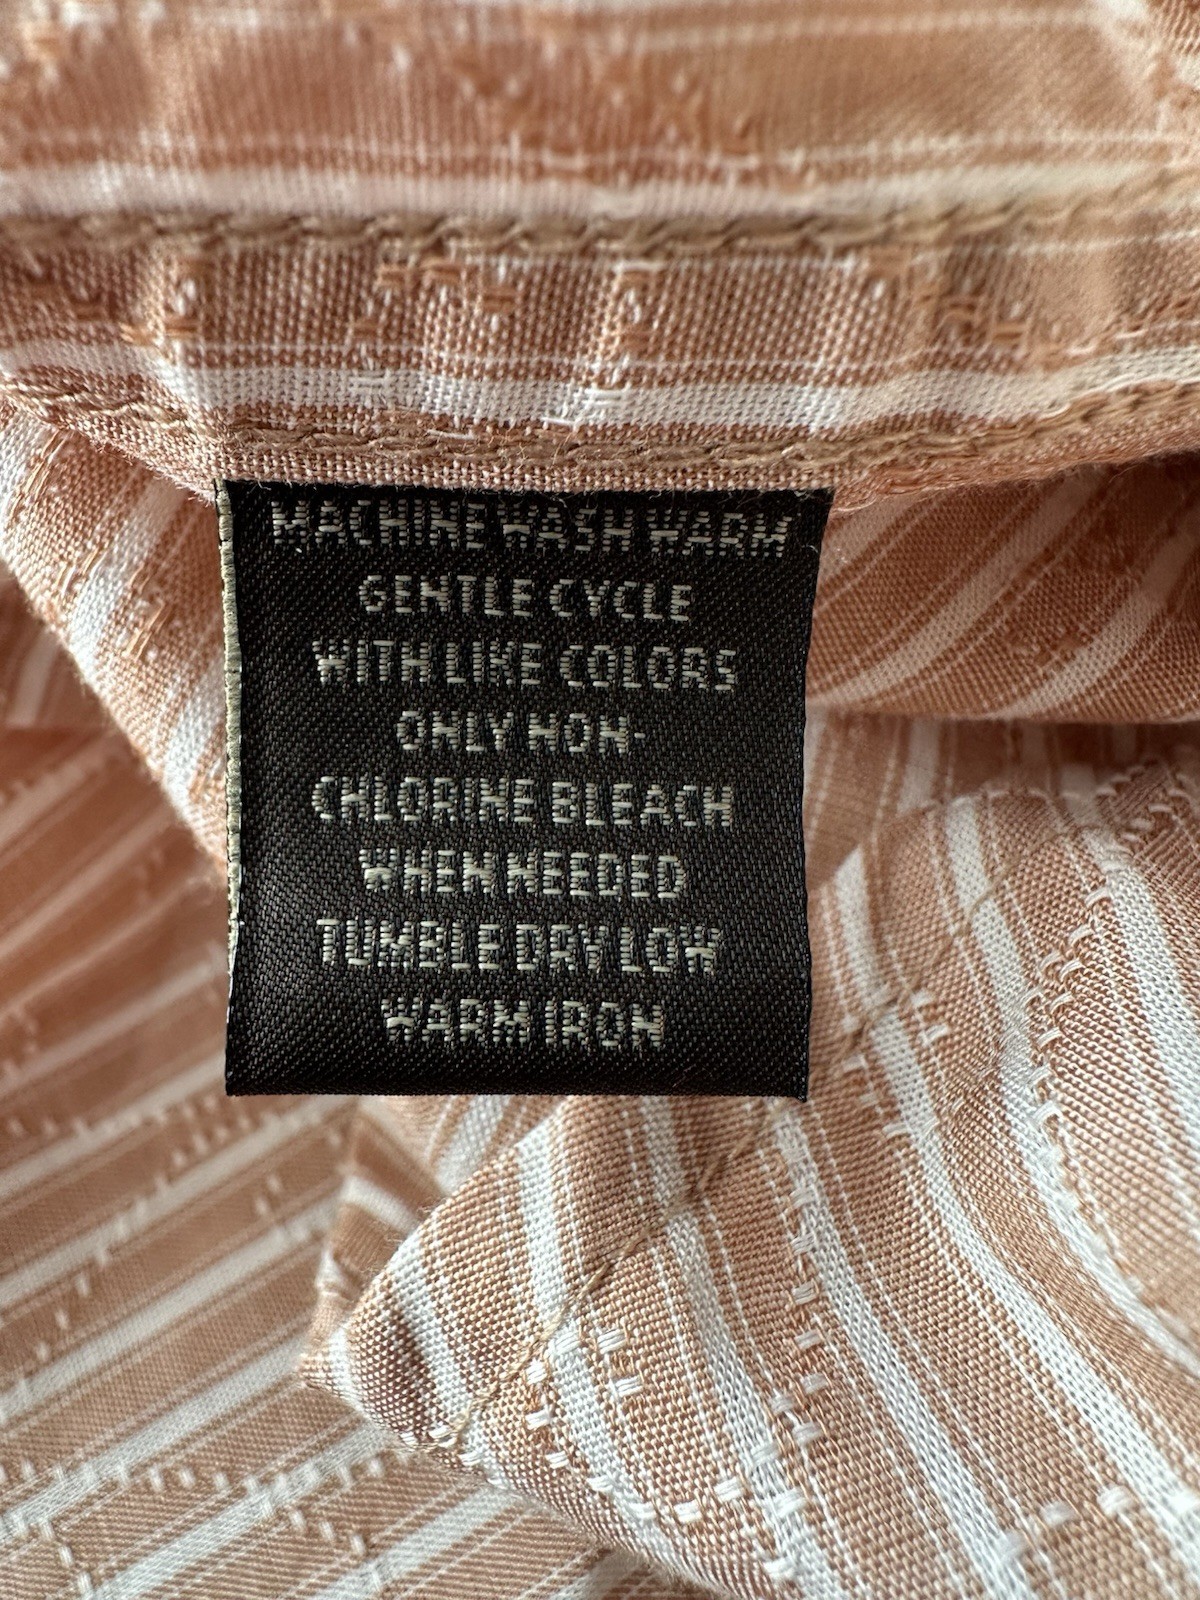 MACHINE WASH WARM
GENTLE CYCLE
WITH LIKE COLORS
ONLY NON-
CHLORINE BLEACH
WHEN NEEDED
TUMBLE DRY LOW
WARM IRON